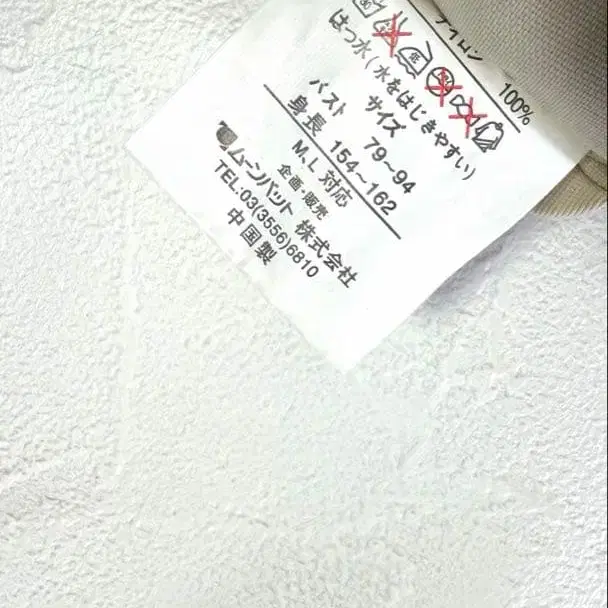 ナイロン 100%
はっ水(水をはじきやすい)
サイズ
バスト 79~94
身長 154~162
M、L 対応
企画・販売
ムーンバット 株式会社
TEL:03(3556)6810
中国製